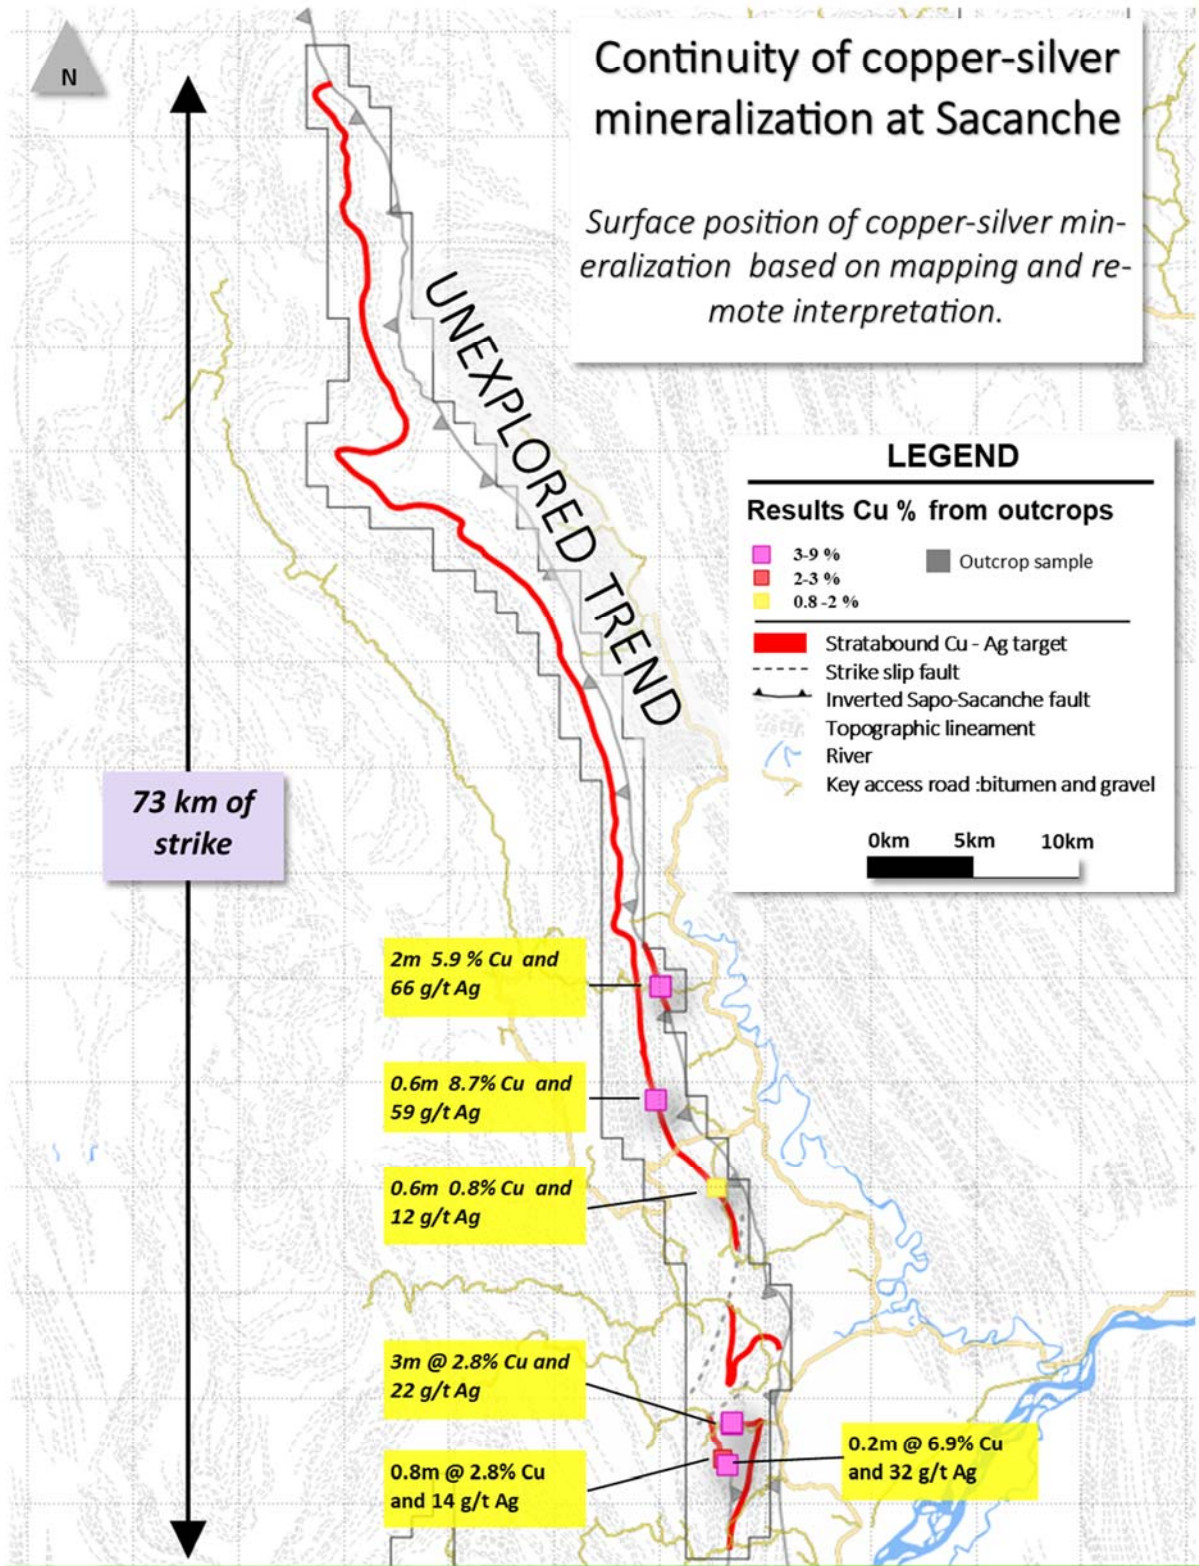 N
Continuity of copper-silver
mineralization at Sacanche
Surface position of copper-silver min-
eralization based on mapping and re-
mote interpretation.
UNEXPLORED TREND
LEGEND
Results Cu % from outcrops
3-9 %
Outcrop sample
2-3 %
0.8-2 %
Stratabound Cu - Ag target
Strike slip fault
Inverted Sapo-Sacanche fault
Topographic lineament
River
Key access road :bitumen and gravel
0km 5km 10km
73 km of
strike
2m 5.9 % Cu and
66 g/t Ag
0.6m 8.7% Cu and
59 g/t Ag
0.6m 0.8% Cu and
12 g/t Ag
3m @ 2.8% Cu and
22 g/t Ag
0.8m @ 2.8% Cu
and 14 g/t Ag
0.2m @ 6.9% Cu
and 32 g/t Ag